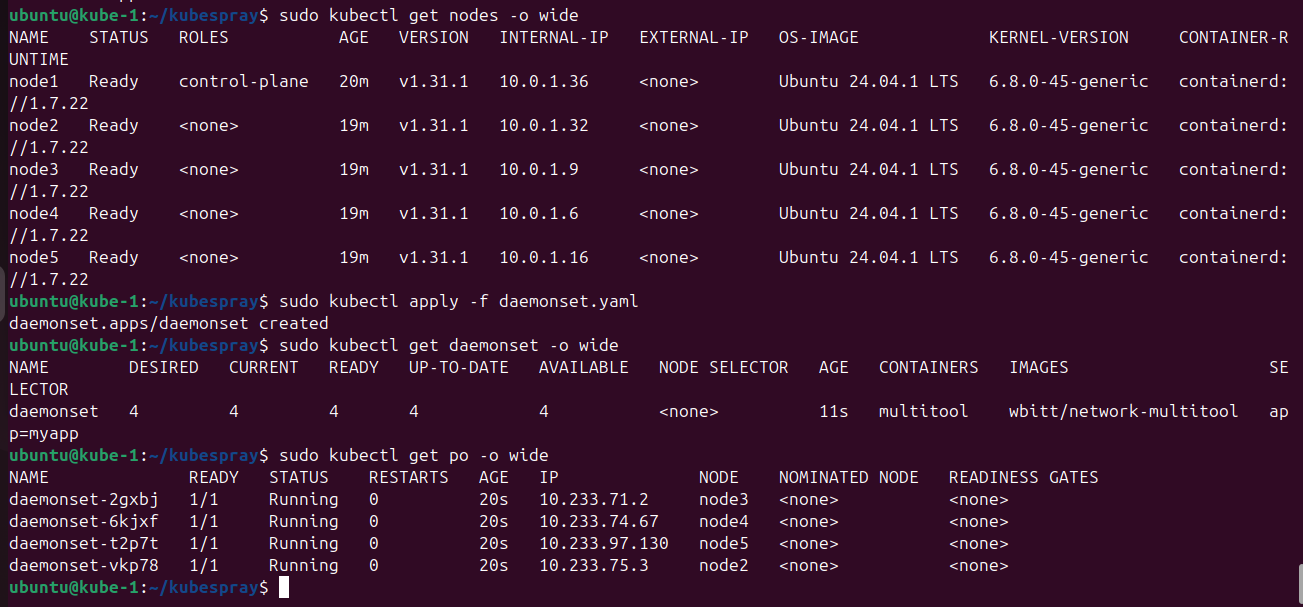 ubuntu@kube-1:~/kubespray$ sudo kubectl get nodes -o wide
NAME    STATUS   ROLES           AGE   VERSION   INTERNAL-IP   EXTERNAL-IP   OS-IMAGE             KERNEL-VERSION     CONTAINER-R
UNTIME
node1   Ready    control-plane   20m   v1.31.1   10.0.1.36     <none>        Ubuntu 24.04.1 LTS   6.8.0-45-generic   containerd:
//1.7.22
node2   Ready    <none>          19m   v1.31.1   10.0.1.32     <none>        Ubuntu 24.04.1 LTS   6.8.0-45-generic   containerd:
//1.7.22
node3   Ready    <none>          19m   v1.31.1   10.0.1.9      <none>        Ubuntu 24.04.1 LTS   6.8.0-45-generic   containerd:
//1.7.22
node4   Ready    <none>          19m   v1.31.1   10.0.1.6      <none>        Ubuntu 24.04.1 LTS   6.8.0-45-generic   containerd:
//1.7.22
node5   Ready    <none>          19m   v1.31.1   10.0.1.16     <none>        Ubuntu 24.04.1 LTS   6.8.0-45-generic   containerd:
//1.7.22
ubuntu@kube-1:~/kubespray$ sudo kubectl apply -f daemonset.yaml
daemonset.apps/daemonset created
ubuntu@kube-1:~/kubespray$ sudo kubectl get daemonset -o wide
NAME        DESIRED   CURRENT   READY   UP-TO-DATE   AVAILABLE   NODE SELECTOR   AGE   CONTAINERS   IMAGES                    SE
LECTOR
daemonset   4         4         4       4            4           <none>          11s   multitool    wbitt/network-multitool   ap
p=myapp
ubuntu@kube-1:~/kubespray$ sudo kubectl get po -o wide
NAME              READY   STATUS    RESTARTS   AGE   IP              NODE    NOMINATED NODE   READINESS GATES
daemonset-2gxbj   1/1     Running   0          20s   10.233.71.2     node3   <none>           <none>
daemonset-6kjxf   1/1     Running   0          20s   10.233.74.67    node4   <none>           <none>
daemonset-t2p7t   1/1     Running   0          20s   10.233.97.130   node5   <none>           <none>
daemonset-vkp78   1/1     Running   0          20s   10.233.75.3     node2   <none>           <none>
ubuntu@kube-1:~/kubespray$